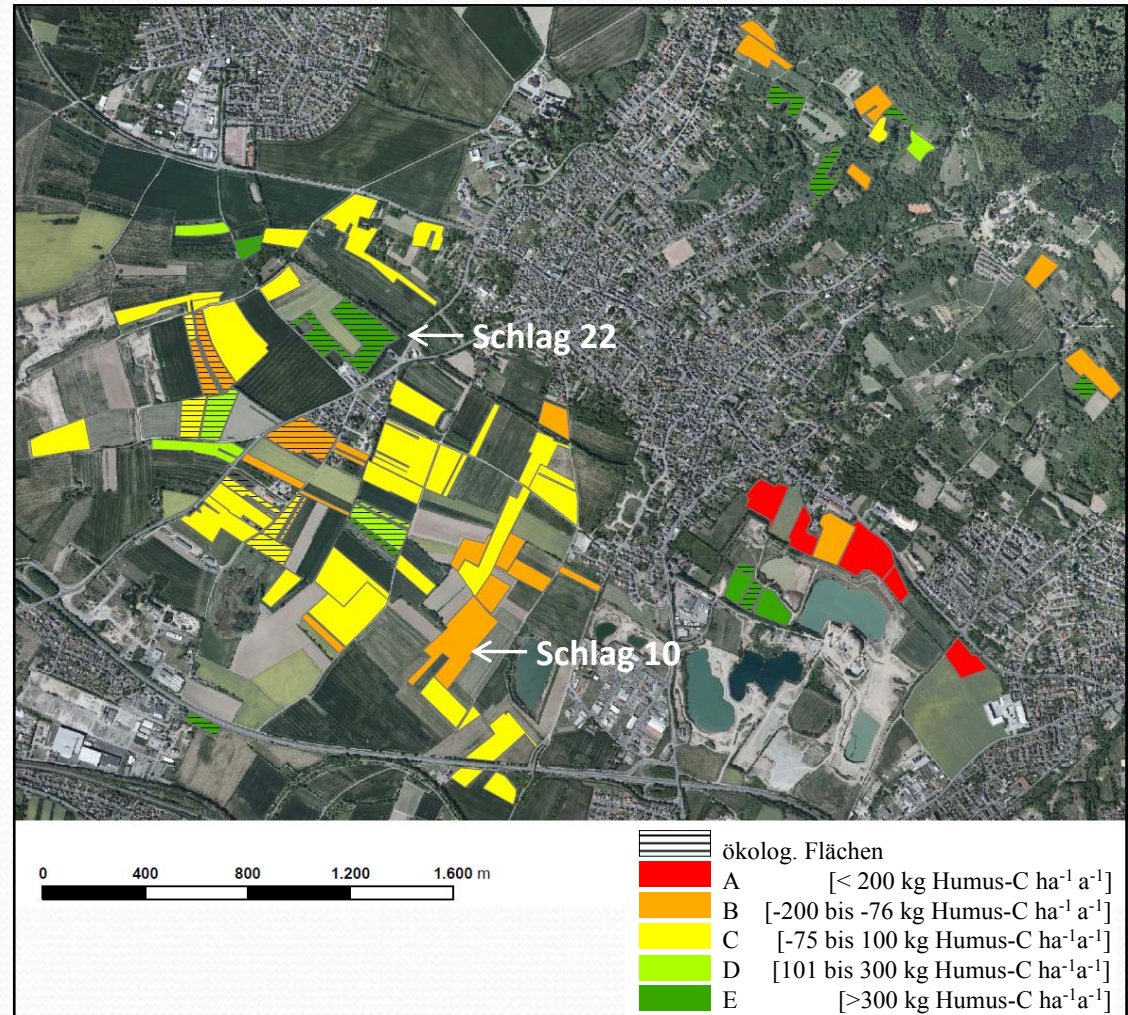 Schlag 22
Schlag 10
0 400 800 1.200 1.600 m
ökolog. Flächen
A [< 200 kg Humus-C ha⁻¹ a⁻¹]
B [-200 bis -76 kg Humus-C ha⁻¹ a⁻¹]
C [-75 bis 100 kg Humus-C ha⁻¹ a⁻¹]
D [101 bis 300 kg Humus-C ha⁻¹a⁻¹]
E [>300 kg Humus-C ha⁻¹a⁻¹]